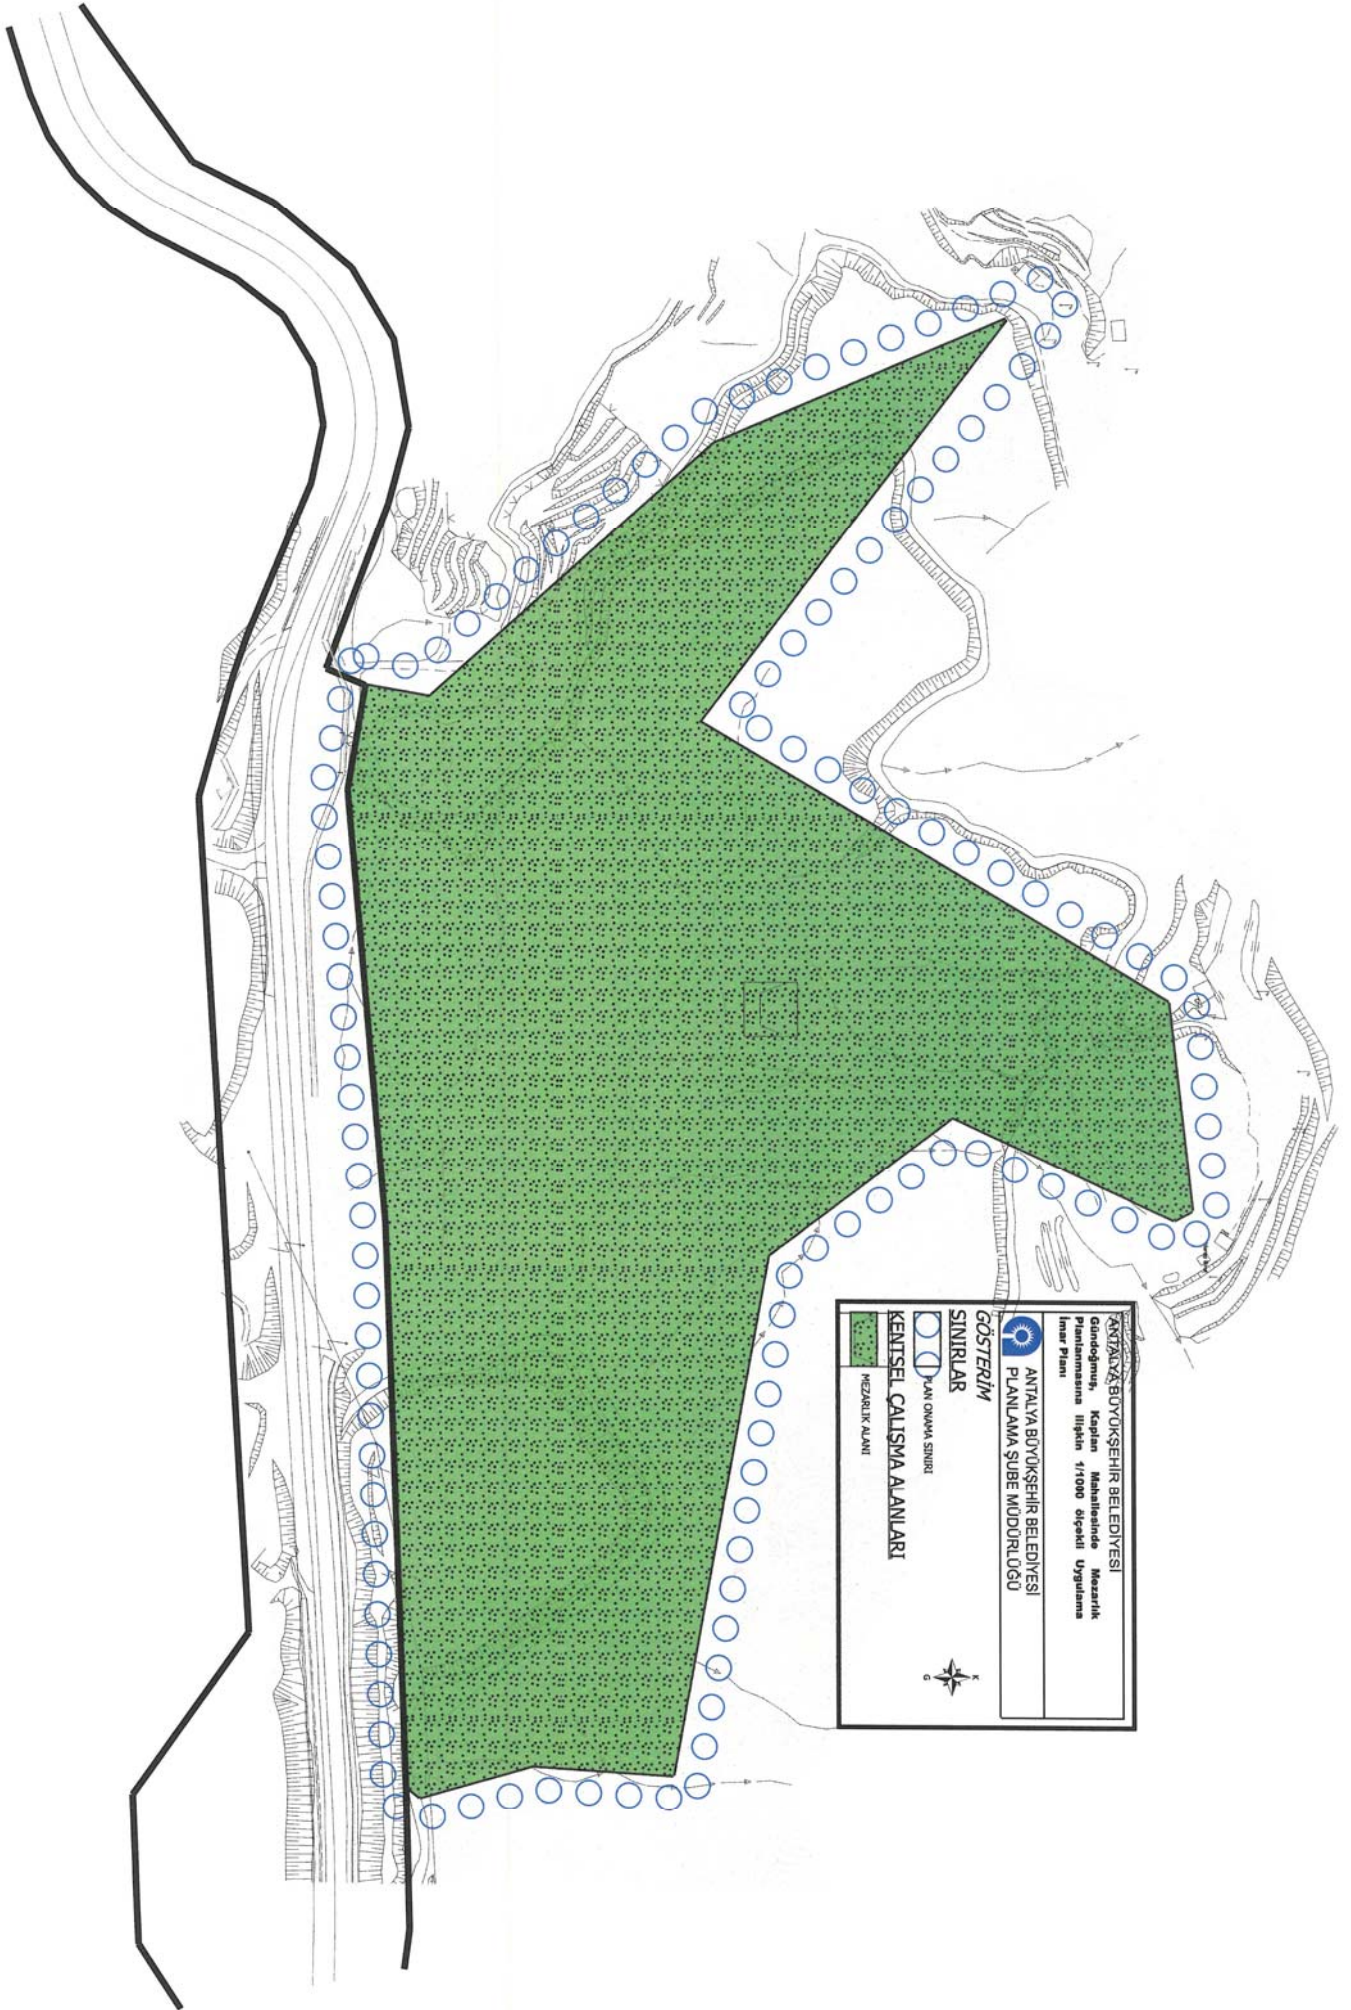 ANTALYA BÜYÜKŞEHİR BELEDİYESİ
Gündoğmuş, Kaplan Mahallesinde Mezarlık
Planlanmasına ilişkin 1/1000 ölçekli Uygulama
İmar Planı
ANTALYA BÜYÜKŞEHİR BELEDİYESİ
PLANLAMA ŞUBE MÜDÜRLÜĞÜ
GÖSTERİM
SINIRLAR
PLAN ONAMA SINIRI
KENTSEL ÇALIŞMA ALANLARI
MEZARLIK ALANI
K
G